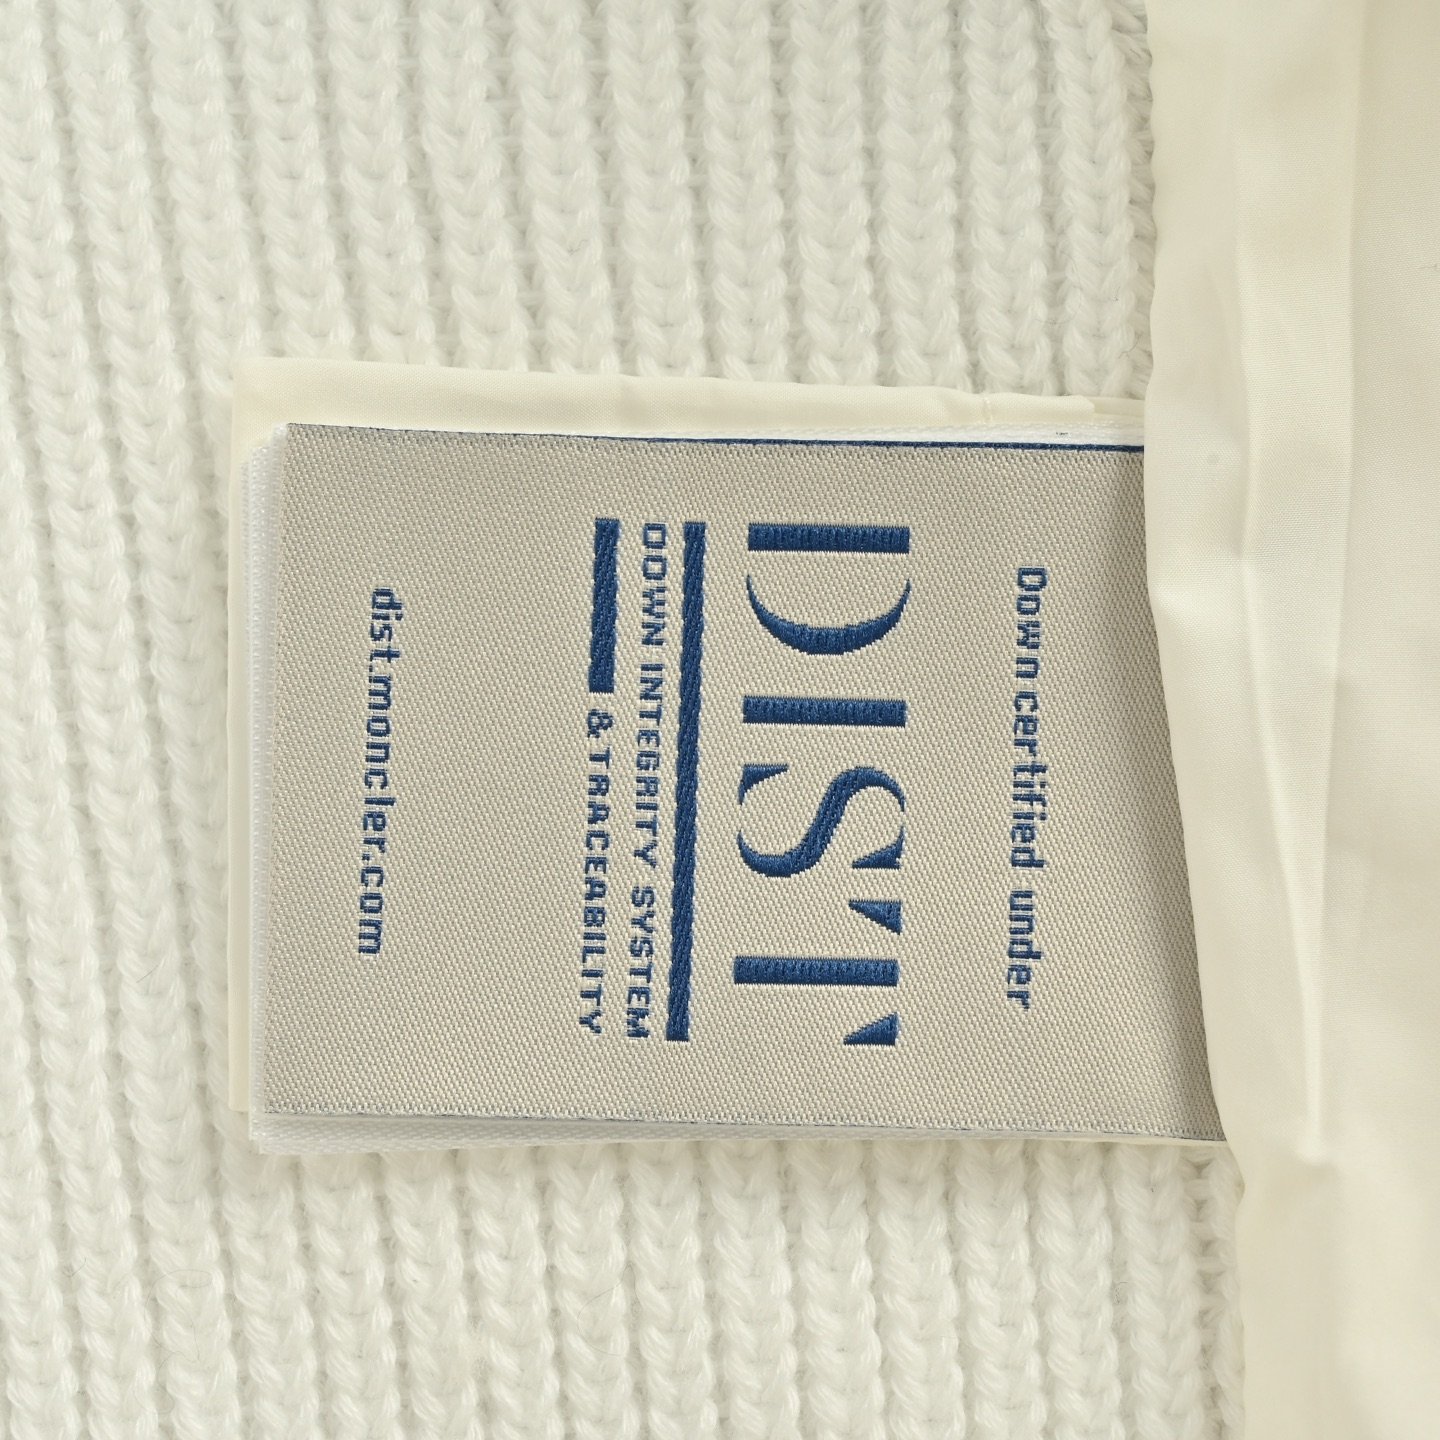 Down certified under
DIST
DOWN INTEGRITY SYSTEM
& TRACEABILITY
dist.moncler.com